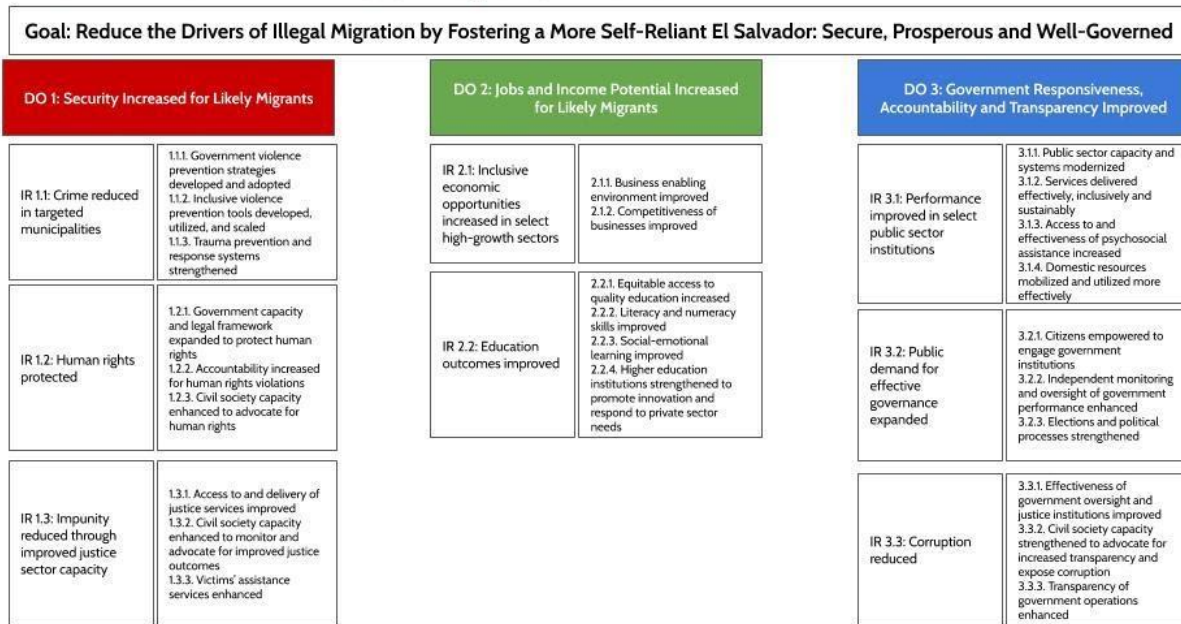 Goal: Reduce the Drivers of Illegal Migration by Fostering a More Self-Reliant El Salvador: Secure, Prosperous and Well-Governed
DO 1: Security Increased for Likely Migrants
IR 1.1: Crime reduced
in targeted
municipalities
1.1.1. Government violence
prevention strategies
developed and adopted
1.1.2. Inclusive violence
prevention tools developed,
utilized, and scaled
1.1.3. Trauma prevention and
response systems
strengthened
IR 1.2: Human rights
protected
1.2.1. Government capacity
and legal framework
expanded to protect human
rights
1.2.2. Accountability increased
for human rights violations
1.2.3. Civil society capacity
enhanced to advocate for
human rights
IR 1.3: Impunity
reduced through
improved justice
sector capacity
1.3.1. Access to and delivery of
justice services improved
1.3.2. Civil society capacity
enhanced to monitor and
advocate for improved justice
outcomes
1.3.3. Victims' assistance
services enhanced
DO 2: Jobs and Income Potential Increased
for Likely Migrants
IR 2.1: Inclusive
economic
opportunities
increased in select
high-growth sectors
2.1.1. Business enabling
environment improved
2.1.2. Competitiveness of
businesses improved
IR 2.2: Education
outcomes improved
2.2.1. Equitable access to
quality education increased
2.2.2. Literacy and numeracy
skills improved
2.2.3. Social-emotional
learning improved
2.2.4. Higher education
institutions strengthened to
promote innovation and
respond to private sector
needs
DO 3: Government Responsiveness,
Accountability and Transparency Improved
IR 3.1: Performance
improved in select
public sector
institutions
3.1.1. Public sector capacity and
systems modernized
3.1.2. Services delivered
effectively, inclusively and
sustainably
3.1.3. Access to and
effectiveness of psychosocial
assistance increased
3.1.4. Domestic resources
mobilized and utilized more
effectively
IR 3.2: Public
demand for
effective
governance
expanded
3.2.1. Citizens empowered to
engage government
institutions
3.2.2. Independent monitoring
and oversight of government
performance enhanced
3.2.3. Elections and political
processes strengthened
IR 3.3: Corruption
reduced
3.3.1. Effectiveness of
government oversight and
justice institutions improved
3.3.2. Civil society capacity
strengthened to advocate for
increased transparency and
expose corruption
3.3.3. Transparency of
government operations
enhanced